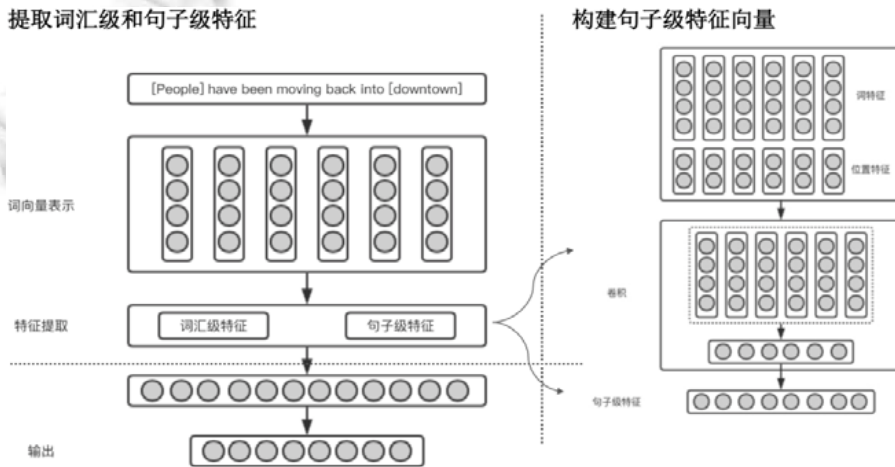 提取词汇级和句子级特征
[People] have been moving back into [downtown]
词向量表示
特征提取
词汇级特征
句子级特征
输出
构建句子级特征向量
词特征
位置特征
卷积
句子级特征